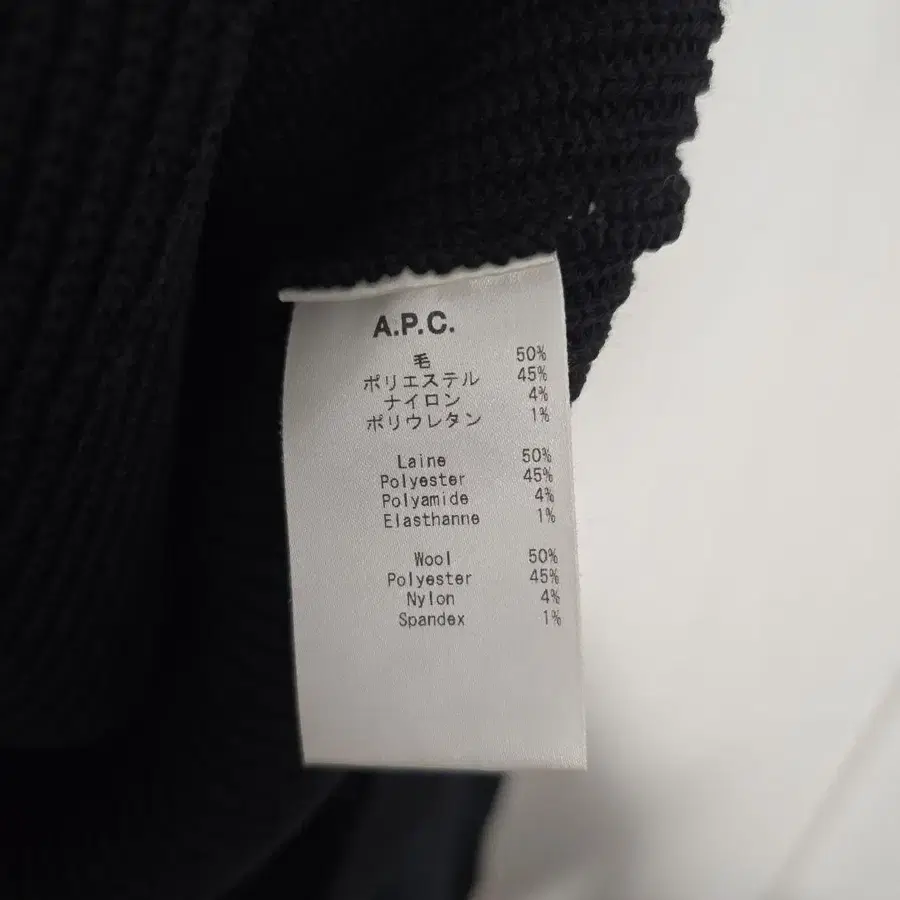 A.P.C.
毛 50%
ポリエステル 45%
ナイロン 4%
ポリウレタン 1%
Laine 50%
Polyester 45%
Polyamide 4%
Elasthanne 1%
Wool 50%
Polyester 45%
Nylon 4%
Spandex 1%